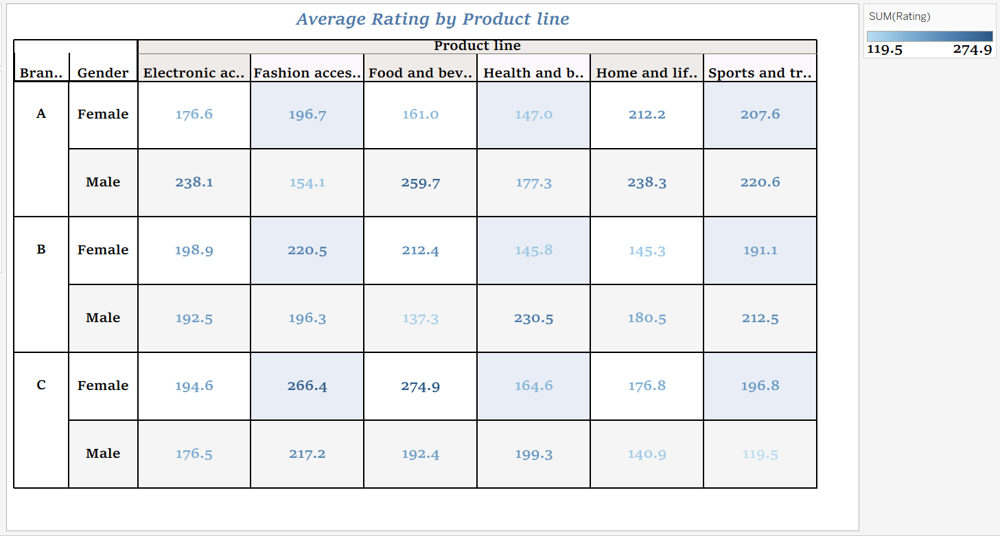 Average Rating by Product line
SUM(Rating)
119.5 274.9
Product line
Bran.. Gender Electronic ac.. Fashion acces.. Food and bev.. Health and b.. Home and lif.. Sports and tr..
A Female 176.6 196.7 161.0 147.0 212.2 207.6
Male 238.1 154.1 259.7 177.3 238.3 220.6
B Female 198.9 220.5 212.4 145.8 145.3 191.1
Male 192.5 196.3 137.3 230.5 180.5 212.5
C Female 194.6 266.4 274.9 164.6 176.8 196.8
Male 176.5 217.2 192.4 199.3 140.9 119.5